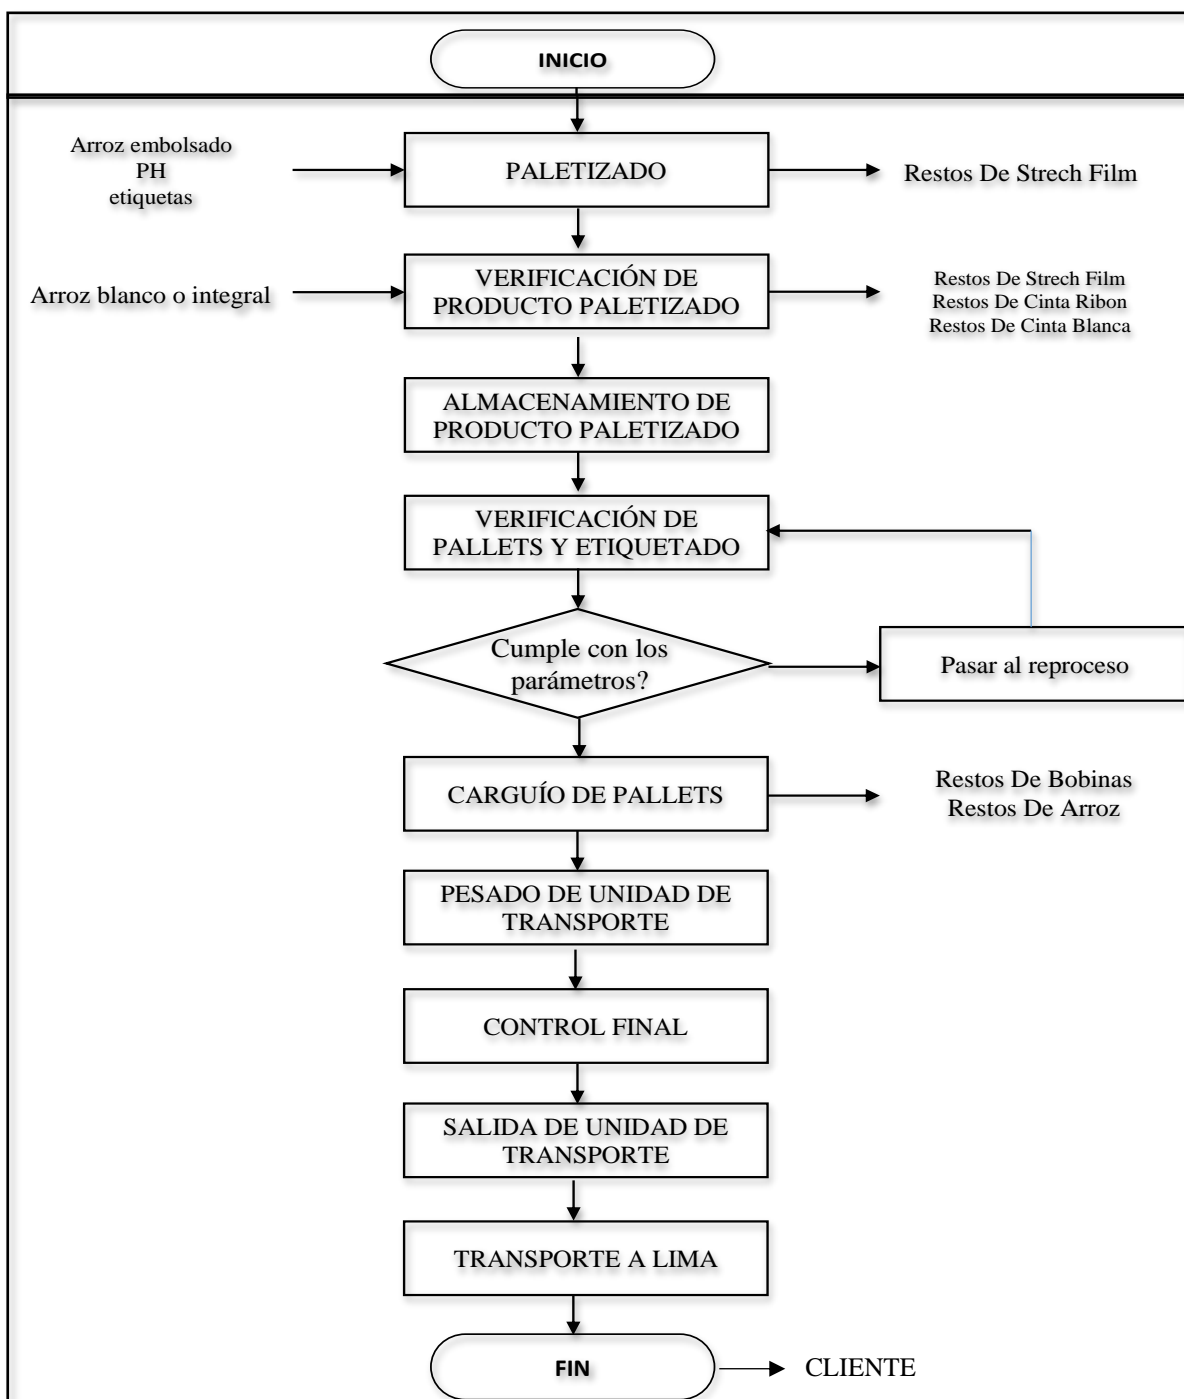 INICIO
Arroz embolsado
PH
etiquetas
PALETIZADO
Restos De Strech Film
Arroz blanco o integral
VERIFICACIÓN DE
PRODUCTO PALETIZADO
Restos De Strech Film
Restos De Cinta Ribon
Restos De Cinta Blanca
ALMACENAMIENTO DE
PRODUCTO PALETIZADO
VERIFICACIÓN DE
PALLETS Y ETIQUETADO
Cumple con los
parámetros?
Pasar al reproceso
CARGUÍO DE PALLETS
Restos De Bobinas
Restos De Arroz
PESADO DE UNIDAD DE
TRANSPORTE
CONTROL FINAL
SALIDA DE UNIDAD DE
TRANSPORTE
TRANSPORTE A LIMA
FIN
CLIENTE